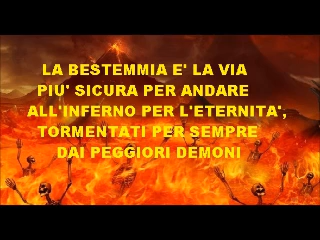 LA BESTEMMIA E' LA VIA
PIU' SICURA PER ANDARE
ALL'INFERNO PER L'ETERNITA',
TORMENTATI PER SEMPRE
DAI PEGGIORI DEMONI